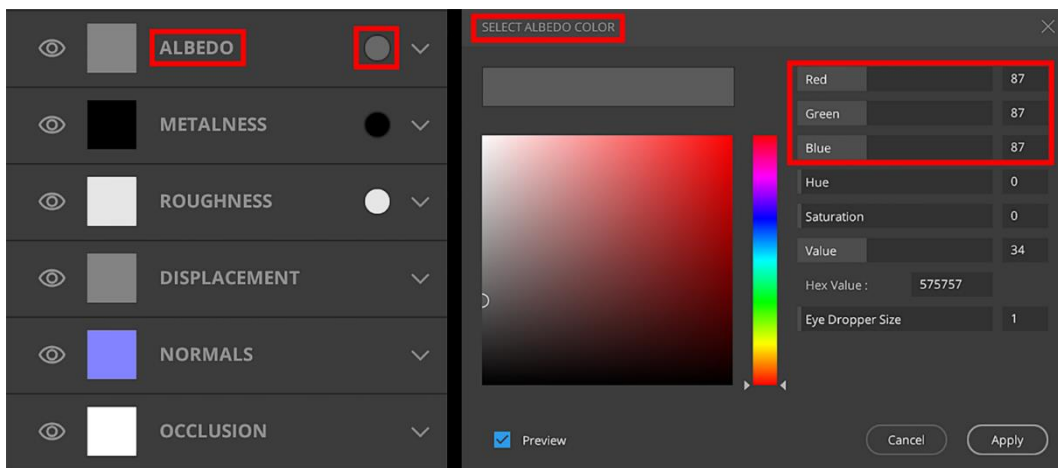 ALBEDO
METALNESS
ROUGHNESS
DISPLACEMENT
NORMALS
OCCLUSION
SELECT ALBEDO COLOR
Red 87
Green 87
Blue 87
Hue 0
Saturation 0
Value 34
Hex Value : 575757
Eye Dropper Size 1
Preview
Cancel
Apply